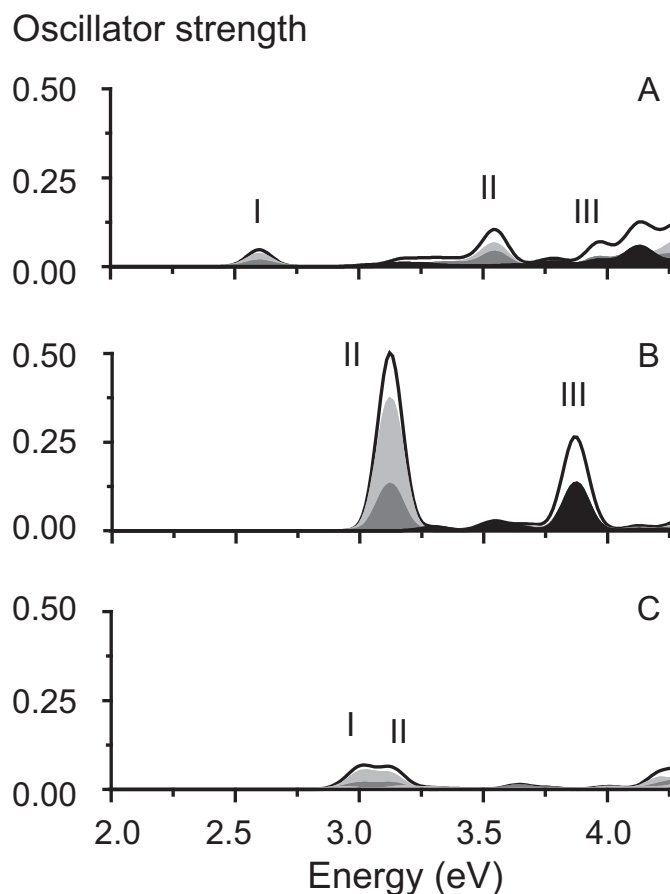 Oscillator strength
0.50
A
II
0.25
I
III
0.00
0.50
II
B
III
0.25
0.00
0.50
C
I
II
0.25
0.00
2.0 2.5 3.0 3.5 4.0
Energy (eV)